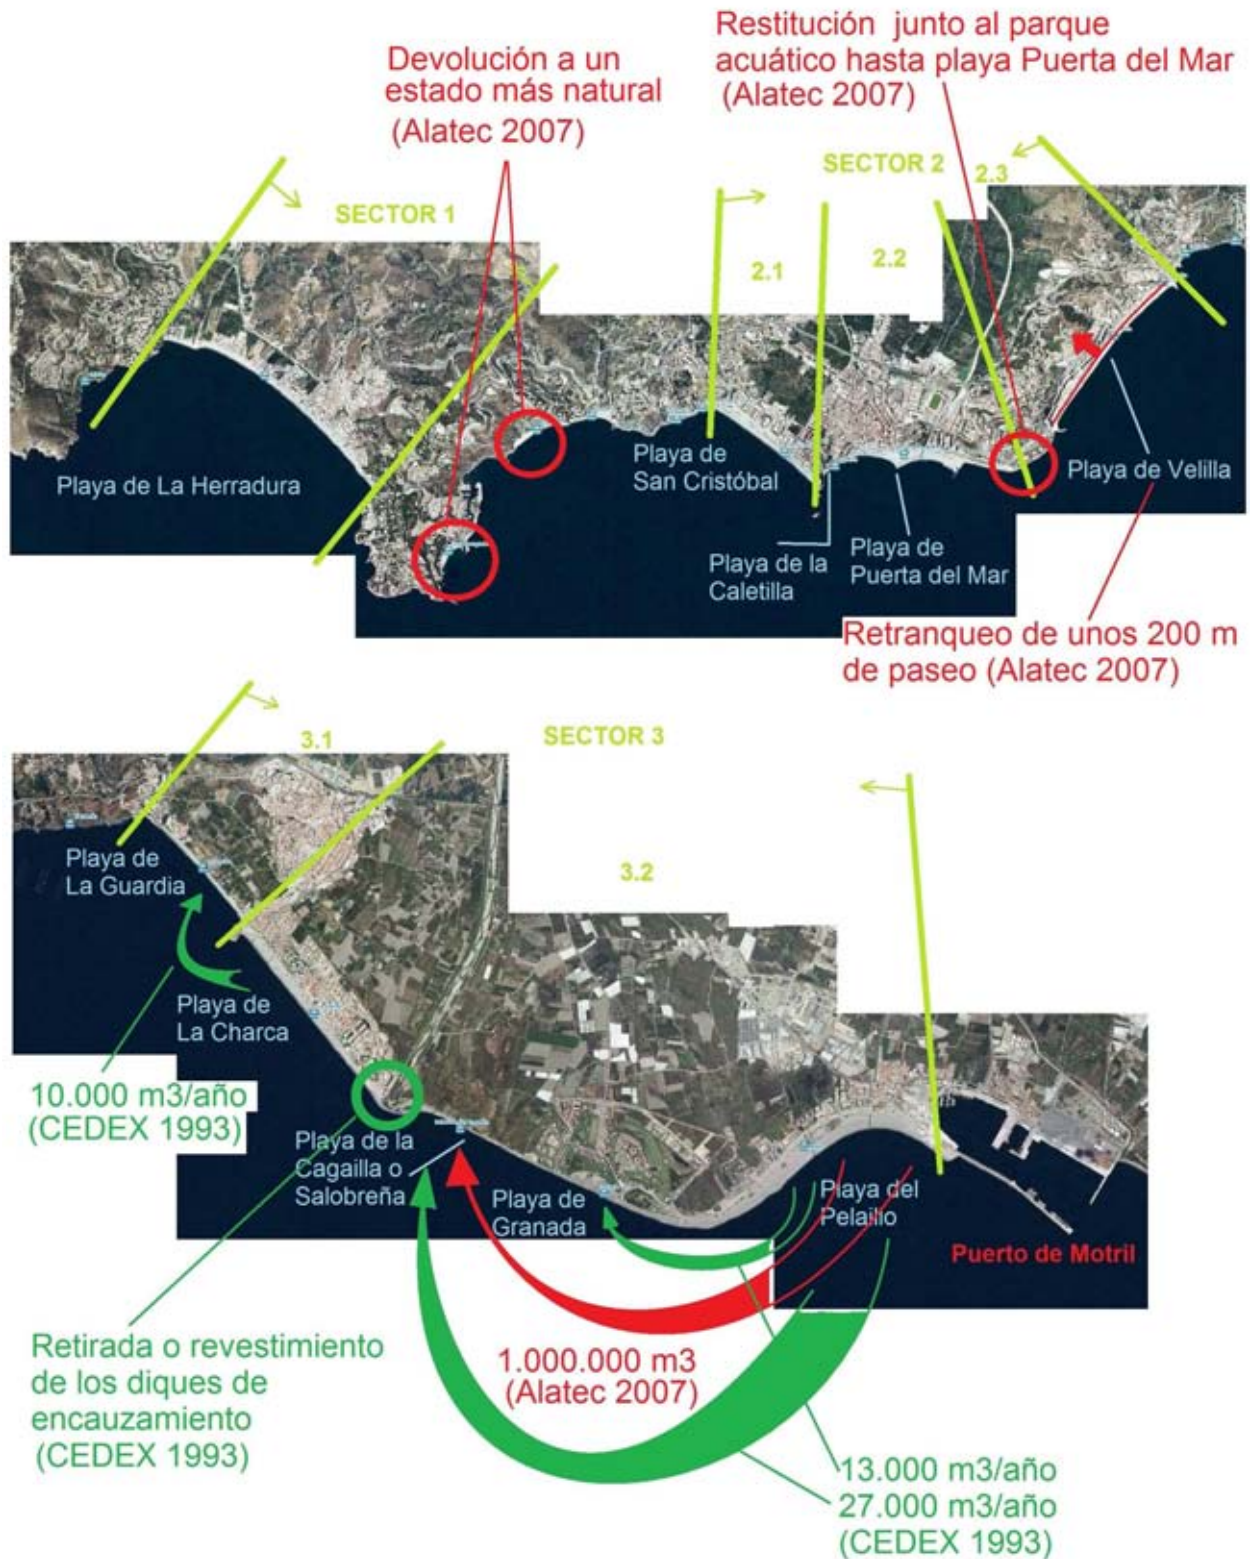 Devolución a un
estado más natural
(Alatec 2007)
Restitución junto al parque
acuático hasta playa Puerta del Mar
(Alatec 2007)
SECTOR 1
SECTOR 2
2.1
2.2
2.3
Playa de La Herradura
Playa de
San Cristóbal
Playa de la
Caletilla
Playa de
Puerta del Mar
Playa de Velilla
Retranqueo de unos 200 m
de paseo (Alatec 2007)
3.1
SECTOR 3
3.2
Playa de
La Guardia
Playa de
La Charca
10.000 m3/año
(CEDEX 1993)
Playa de la
Cagailla o
Salobreña
Playa de
Granada
Playa del
Pelaillo
Puerto de Motril
Retirada o revestimiento
de los diques de
encauzamiento
(CEDEX 1993)
1.000.000 m3
(Alatec 2007)
13.000 m3/año
27.000 m3/año
(CEDEX 1993)